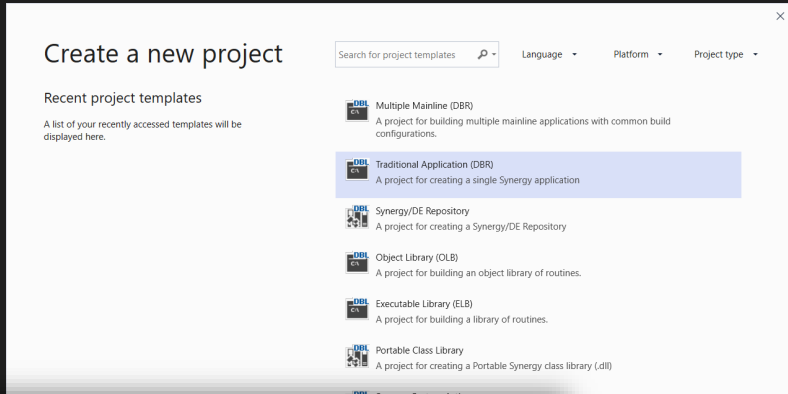 Create a new project
Search for project templates
Language
Platform
Project type
Recent project templates
A list of your recently accessed templates will be
displayed here.
DBL
C:\
Multiple Mainline (DBR)
A project for building multiple mainline applications with common build
configurations.
DBL
C:\
Traditional Application (DBR)
A project for creating a single Synergy application
DBL
Synergy/DE Repository
A project for creating a Synergy/DE Repository
DBL
C:\
Object Library (OLB)
A project for building an object library of routines.
DBL
C:\
Executable Library (ELB)
A project for building a library of routines.
DBL
Portable Class Library
A project for creating a Portable Synergy class library (.dll)
DBL